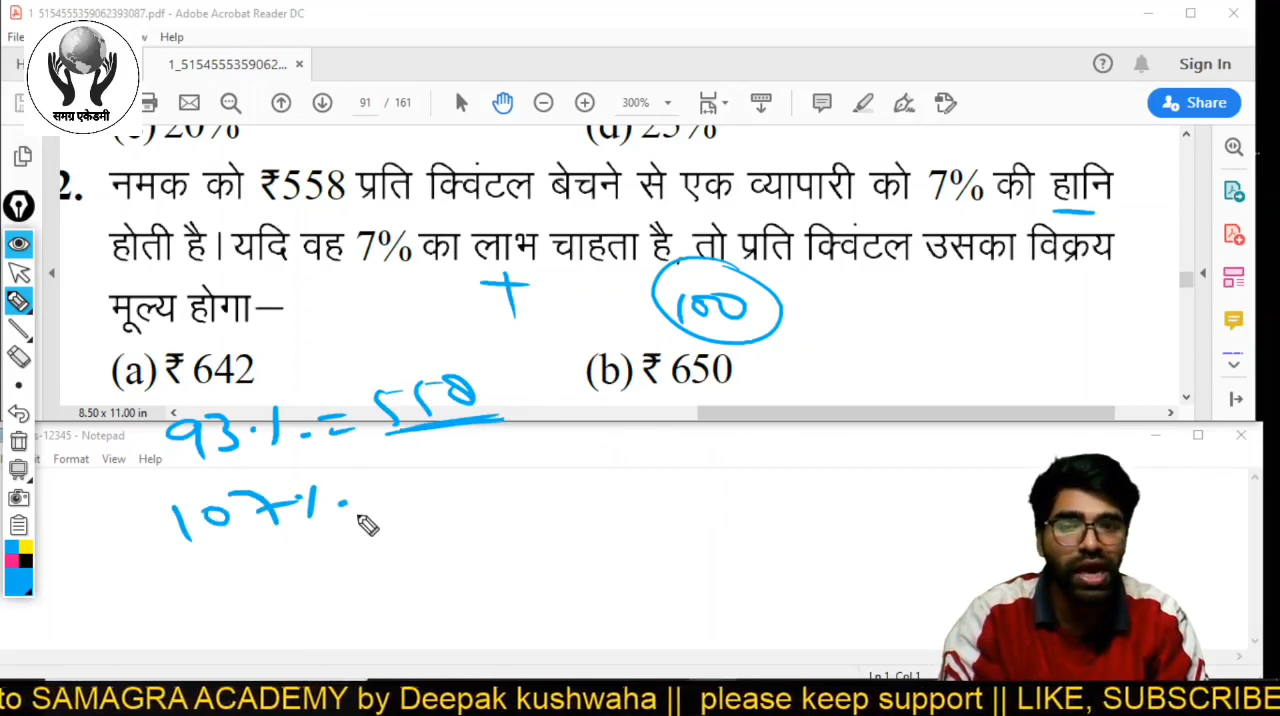 1_5154555359062393087.pdf - Adobe Acrobat Reader DC
Help
समग्र एकेडमी
1_5154555359062... ×
Sign In
91 / 161
300%
Share
(c) 20% (d) 25%
2. नमक को ₹558 प्रति क्विंटल बेचने से एक व्यापारी को 7% की हानि
होती है। यदि वह 7% का लाभ चाहता है, तो प्रति क्विंटल उसका विक्रय
मूल्य होगा—
+ 100
(a) ₹ 642 (b) ₹ 650
8.50 x 11.00 in
93% = 558
s-12345 - Notepad
Format View Help
107%
Ln 1, Col 1
to SAMAGRA ACADEMY by Deepak kushwaha || please keep support || LIKE, SUBSCRIBE